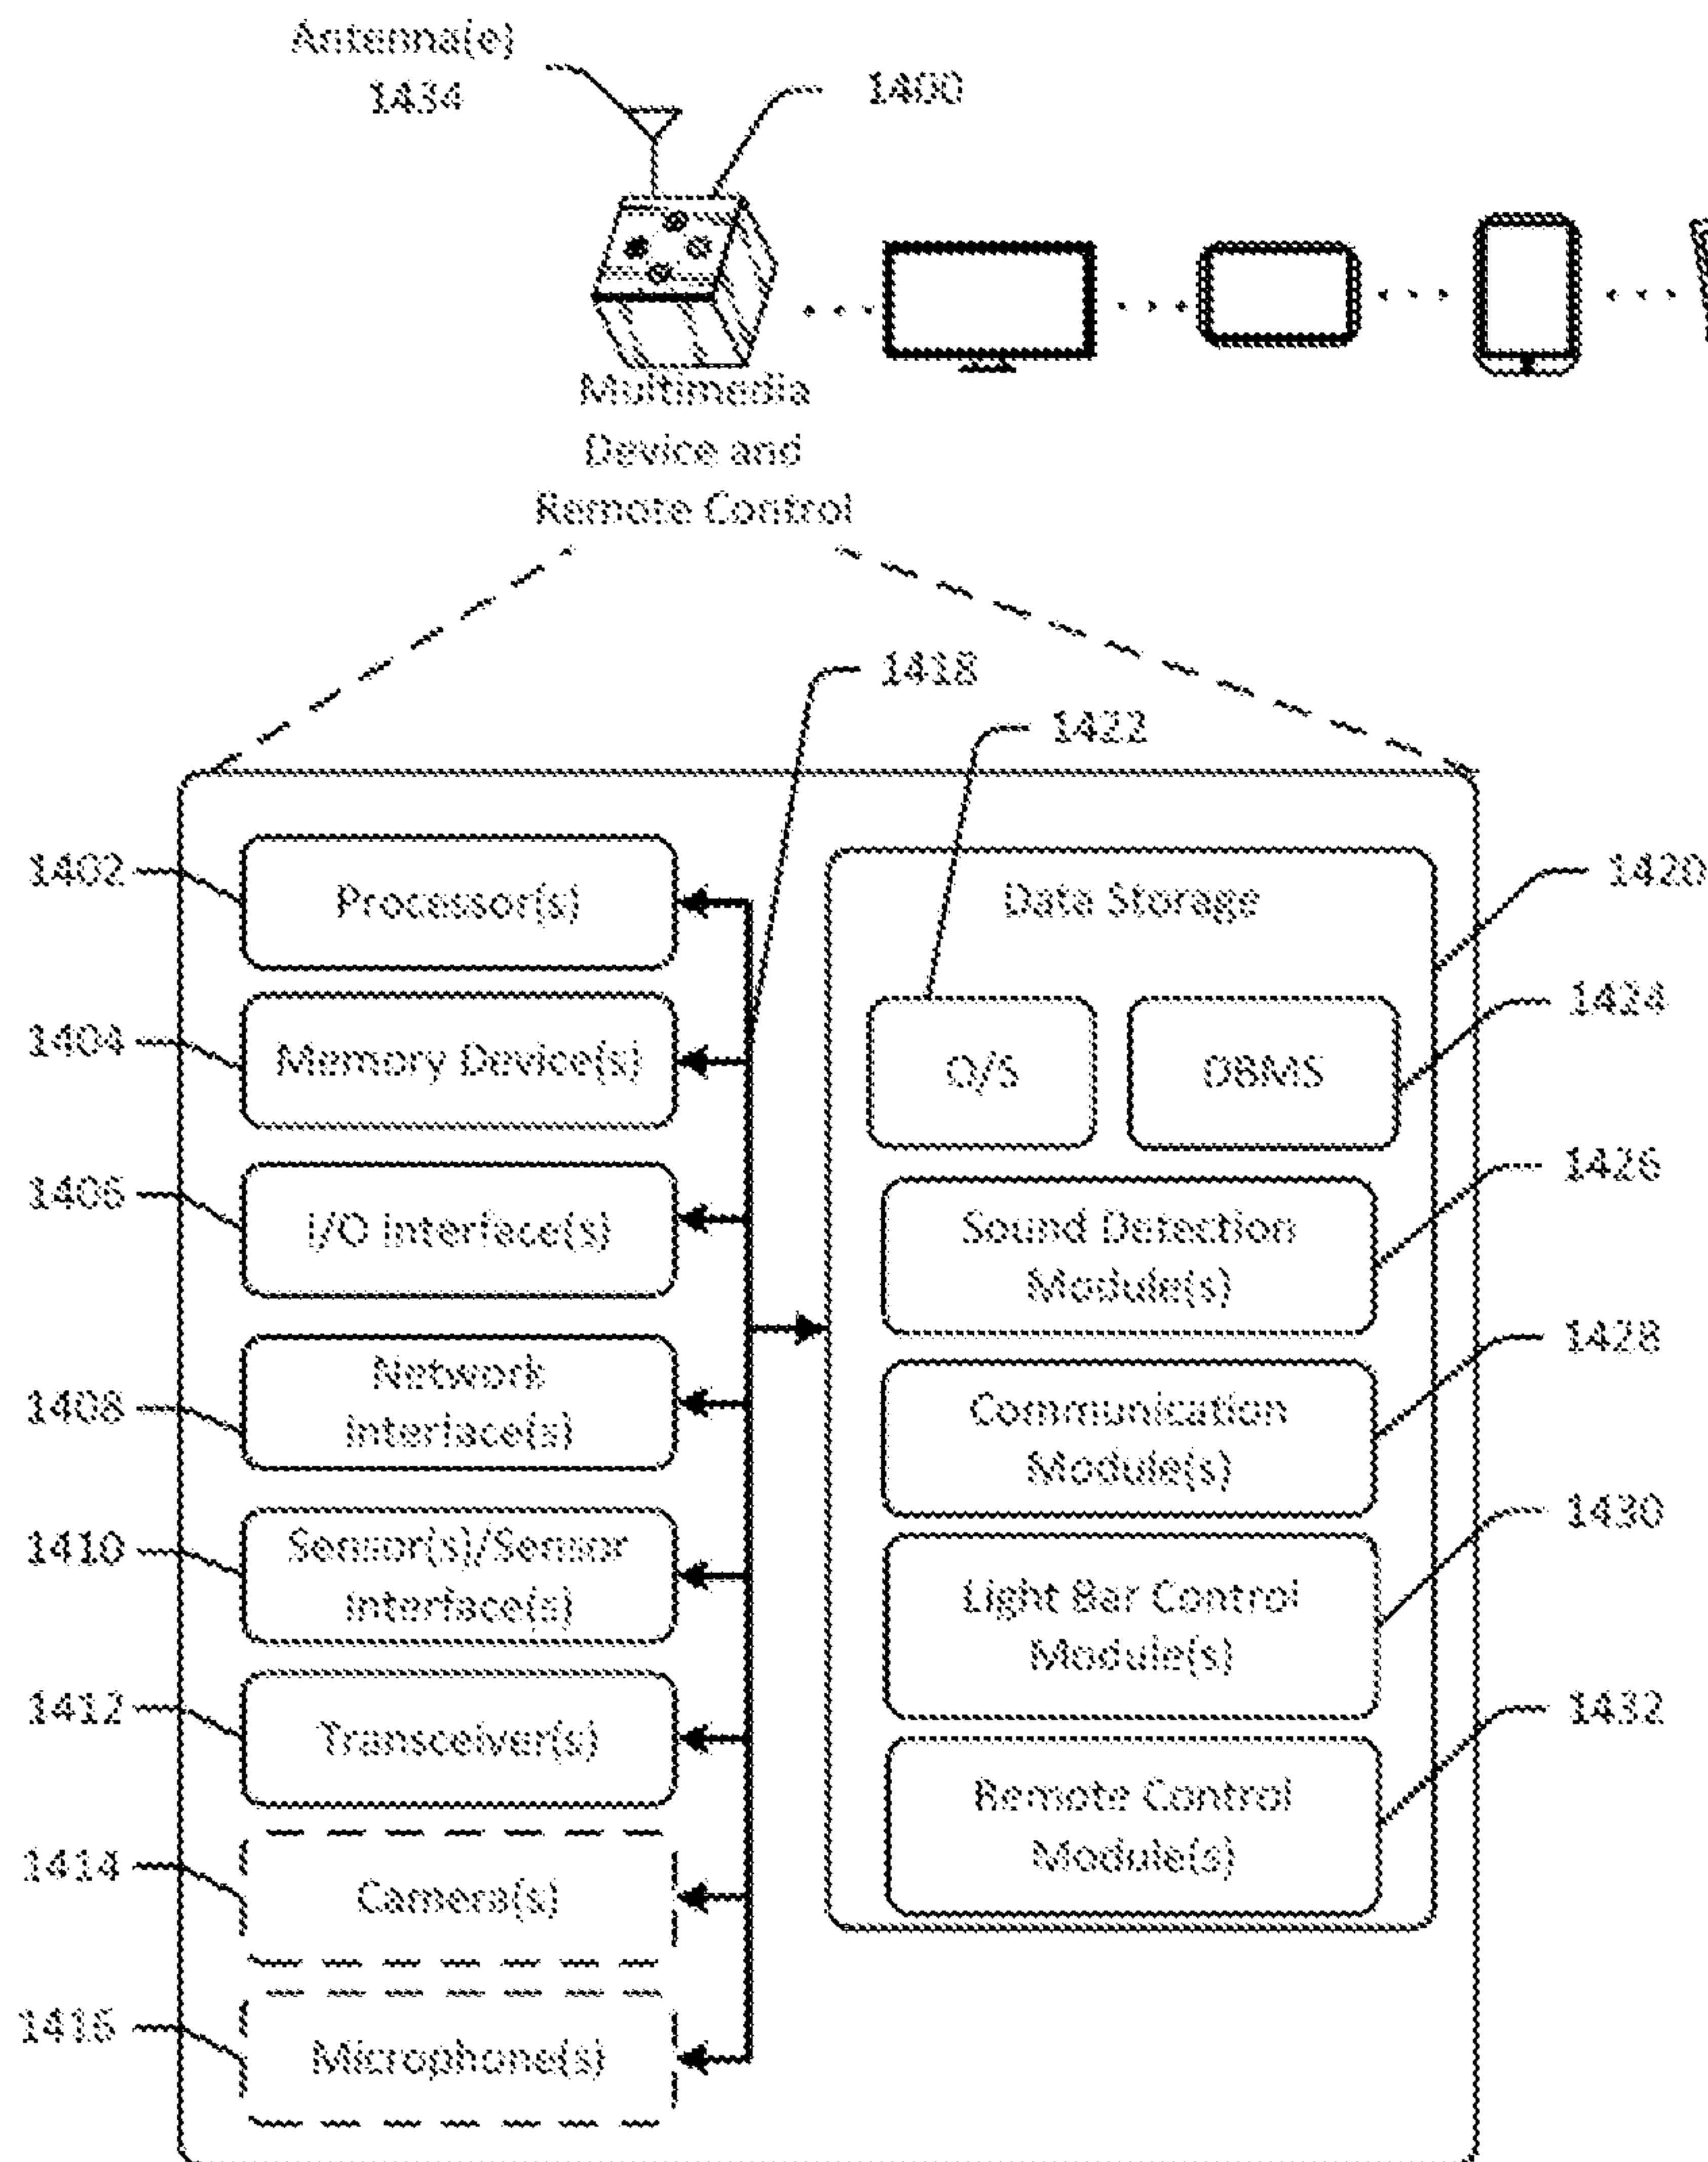 Antenna(e)
1434
1400
Multimedia
Device and
Remote Control
1418
1422
1402
Processor(s)
Data Storage
1420
1404
Memory Device(s)
O/S
DBMS
1424
1406
I/O Interface(s)
Sound Detection
Module(s)
1426
1408
Network
Interface(s)
Communication
Module(s)
1428
1410
Sensor(s)/Sensor
Interface(s)
Light Bar Control
Module(s)
1430
1412
Transceiver(s)
Remote Control
Module(s)
1432
1414
Camera(s)
1416
Microphone(s)